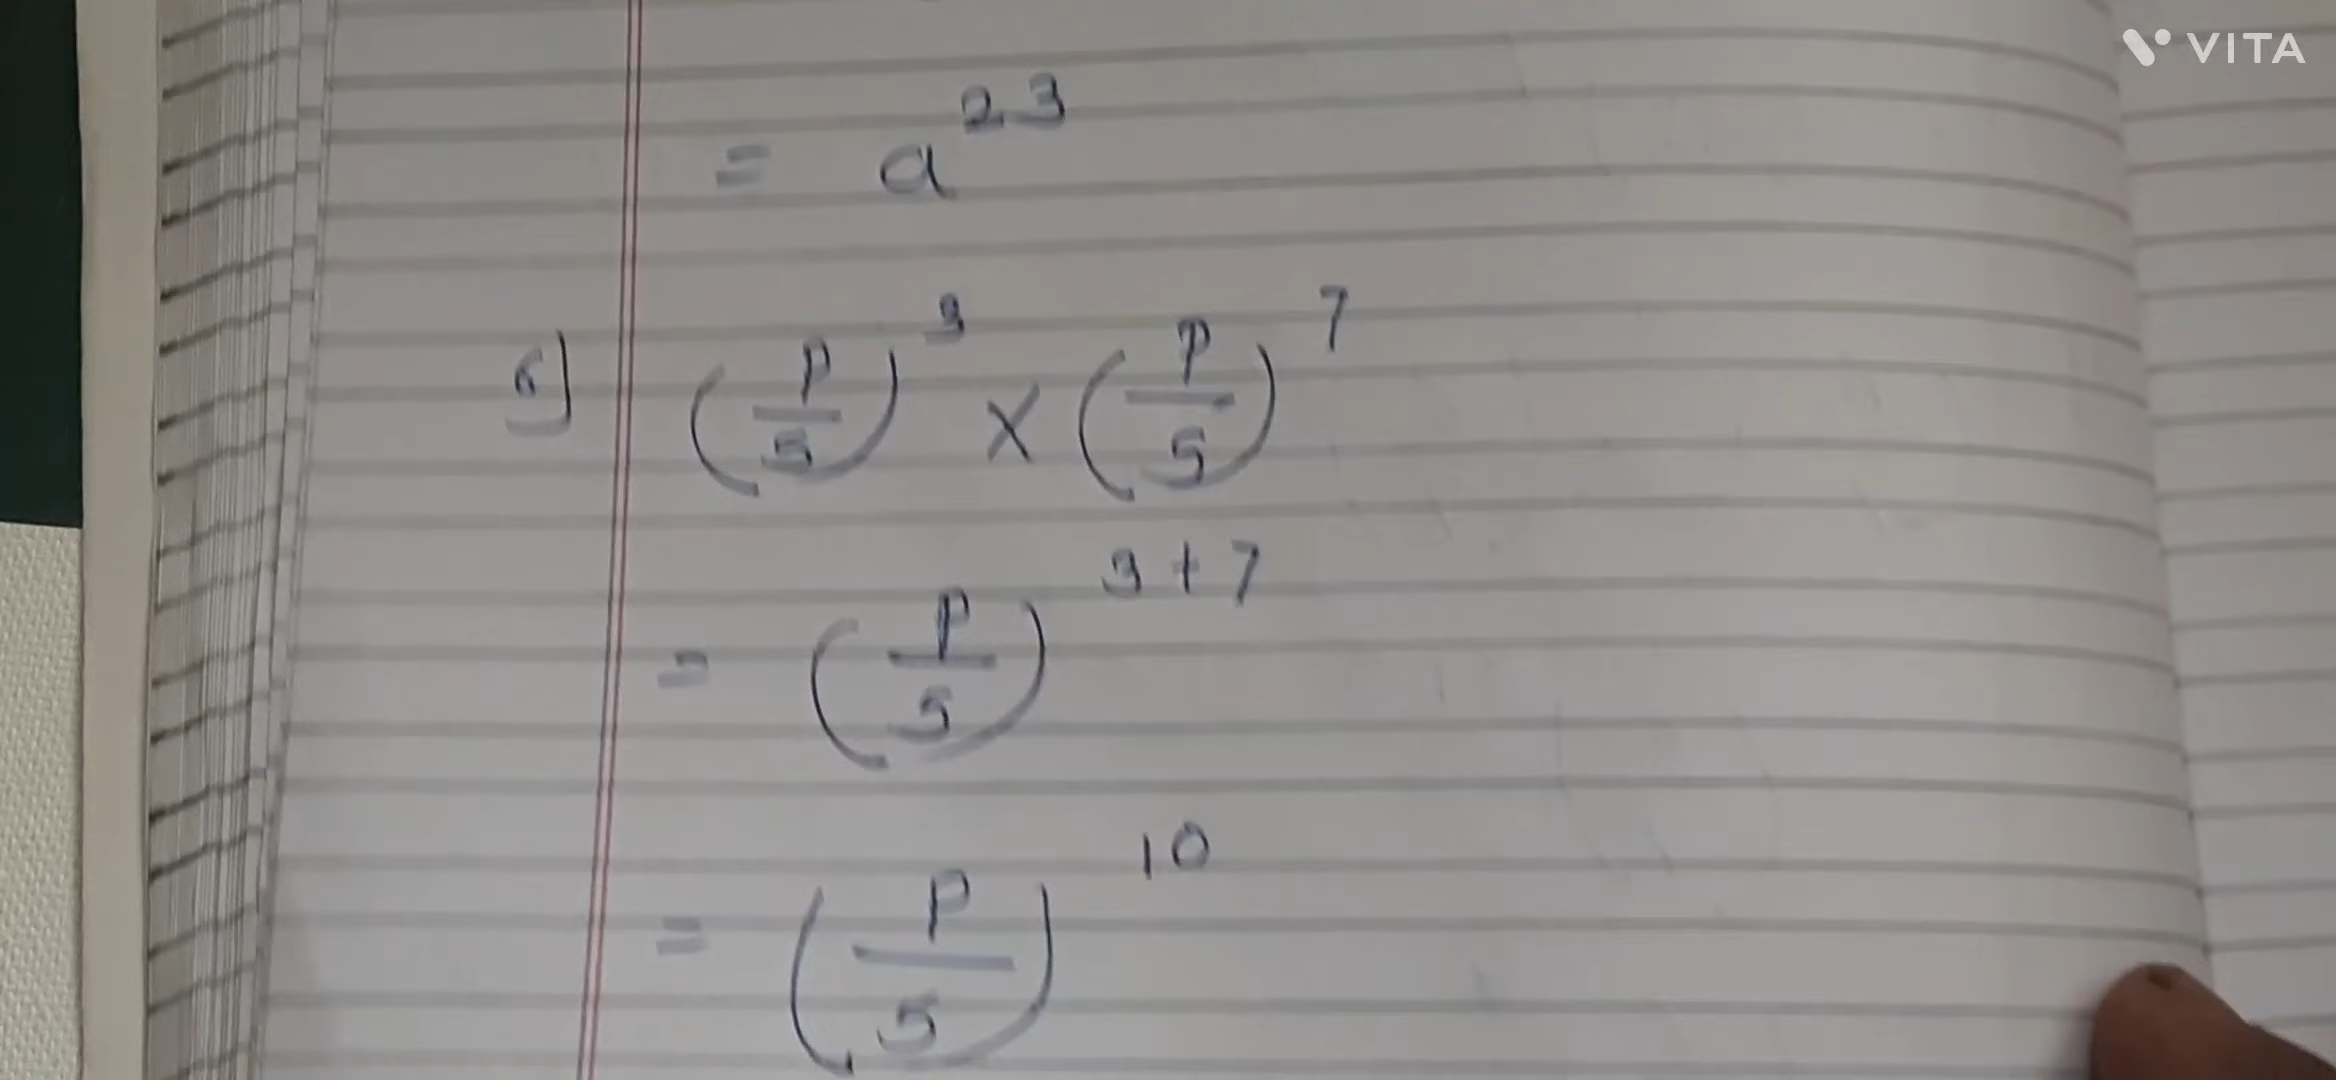 VITA
= a^23
6) (P/5)^3 × (P/5)^7
= (P/5)^3+7
= (P/5)^10